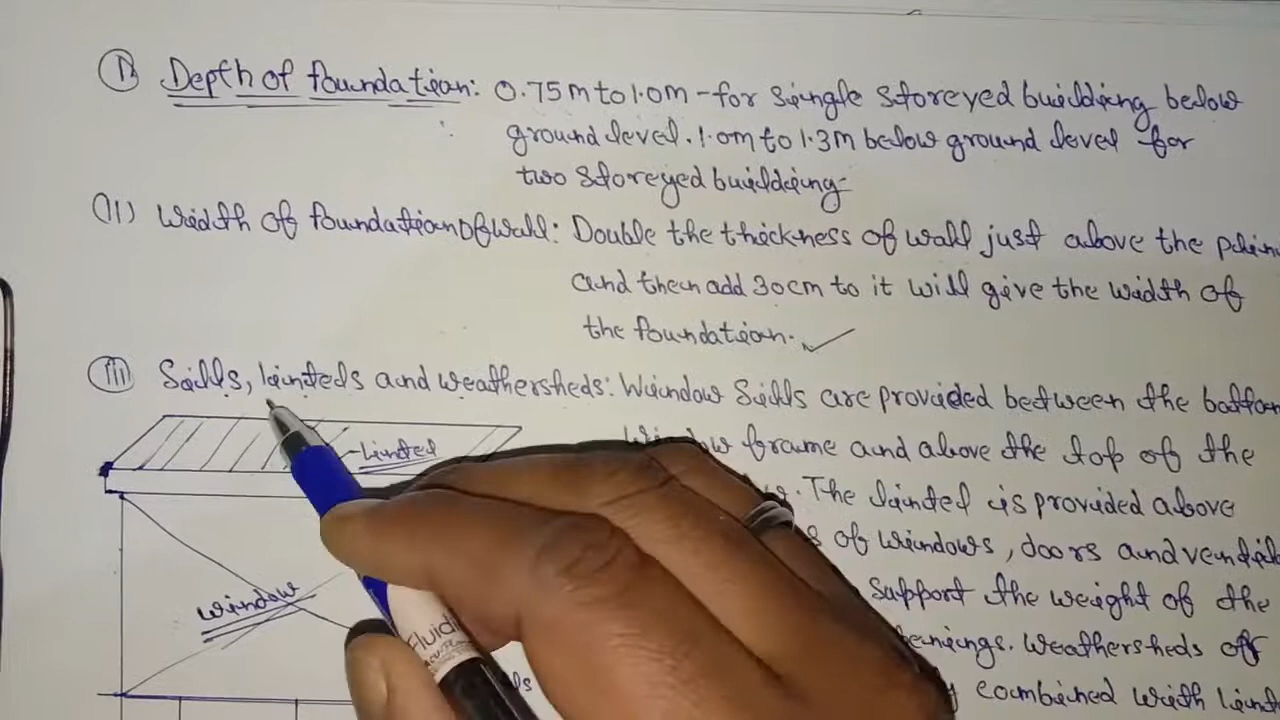 I) Depth of foundation: 0.75m to 1.0m - for single storeyed building below
ground level. 1.0m to 1.3m below ground level for
two storeyed building
(II) Width of foundation of wall: Double the thickness of wall just above the plin
and then add 30cm to it will give the width of
the foundation.
III) Sills, lintels and weathersheds: Window Sills are provided between the bottom
Window frame and above the top of the
The lintel is provided above
of windows, doors and ventil
Support the weight of the
Weathersheds or
combined with lint
Lintel
Window
Fluidi